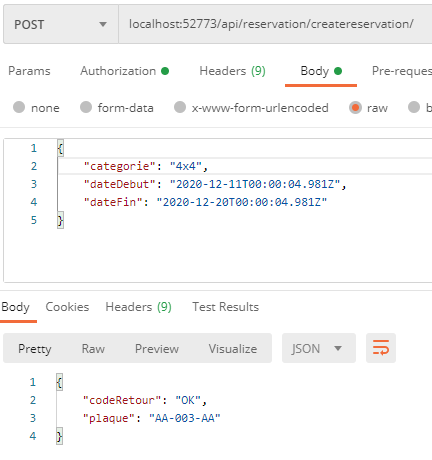 POST localhost:52773/api/reservation/createreservation/
Params Authorization Headers (9) Body Pre-reques
none form-data x-www-form-urlencoded raw b
1 {
2 "categorie": "4x4",
3 "dateDebut": "2020-12-11T00:00:04.981Z",
4 "dateFin": "2020-12-20T00:00:04.981Z"
5 }
Body Cookies Headers (9) Test Results
Pretty Raw Preview Visualize JSON
1 {
2 "codeRetour": "OK",
3 "plaque": "AA-003-AA"
4 }